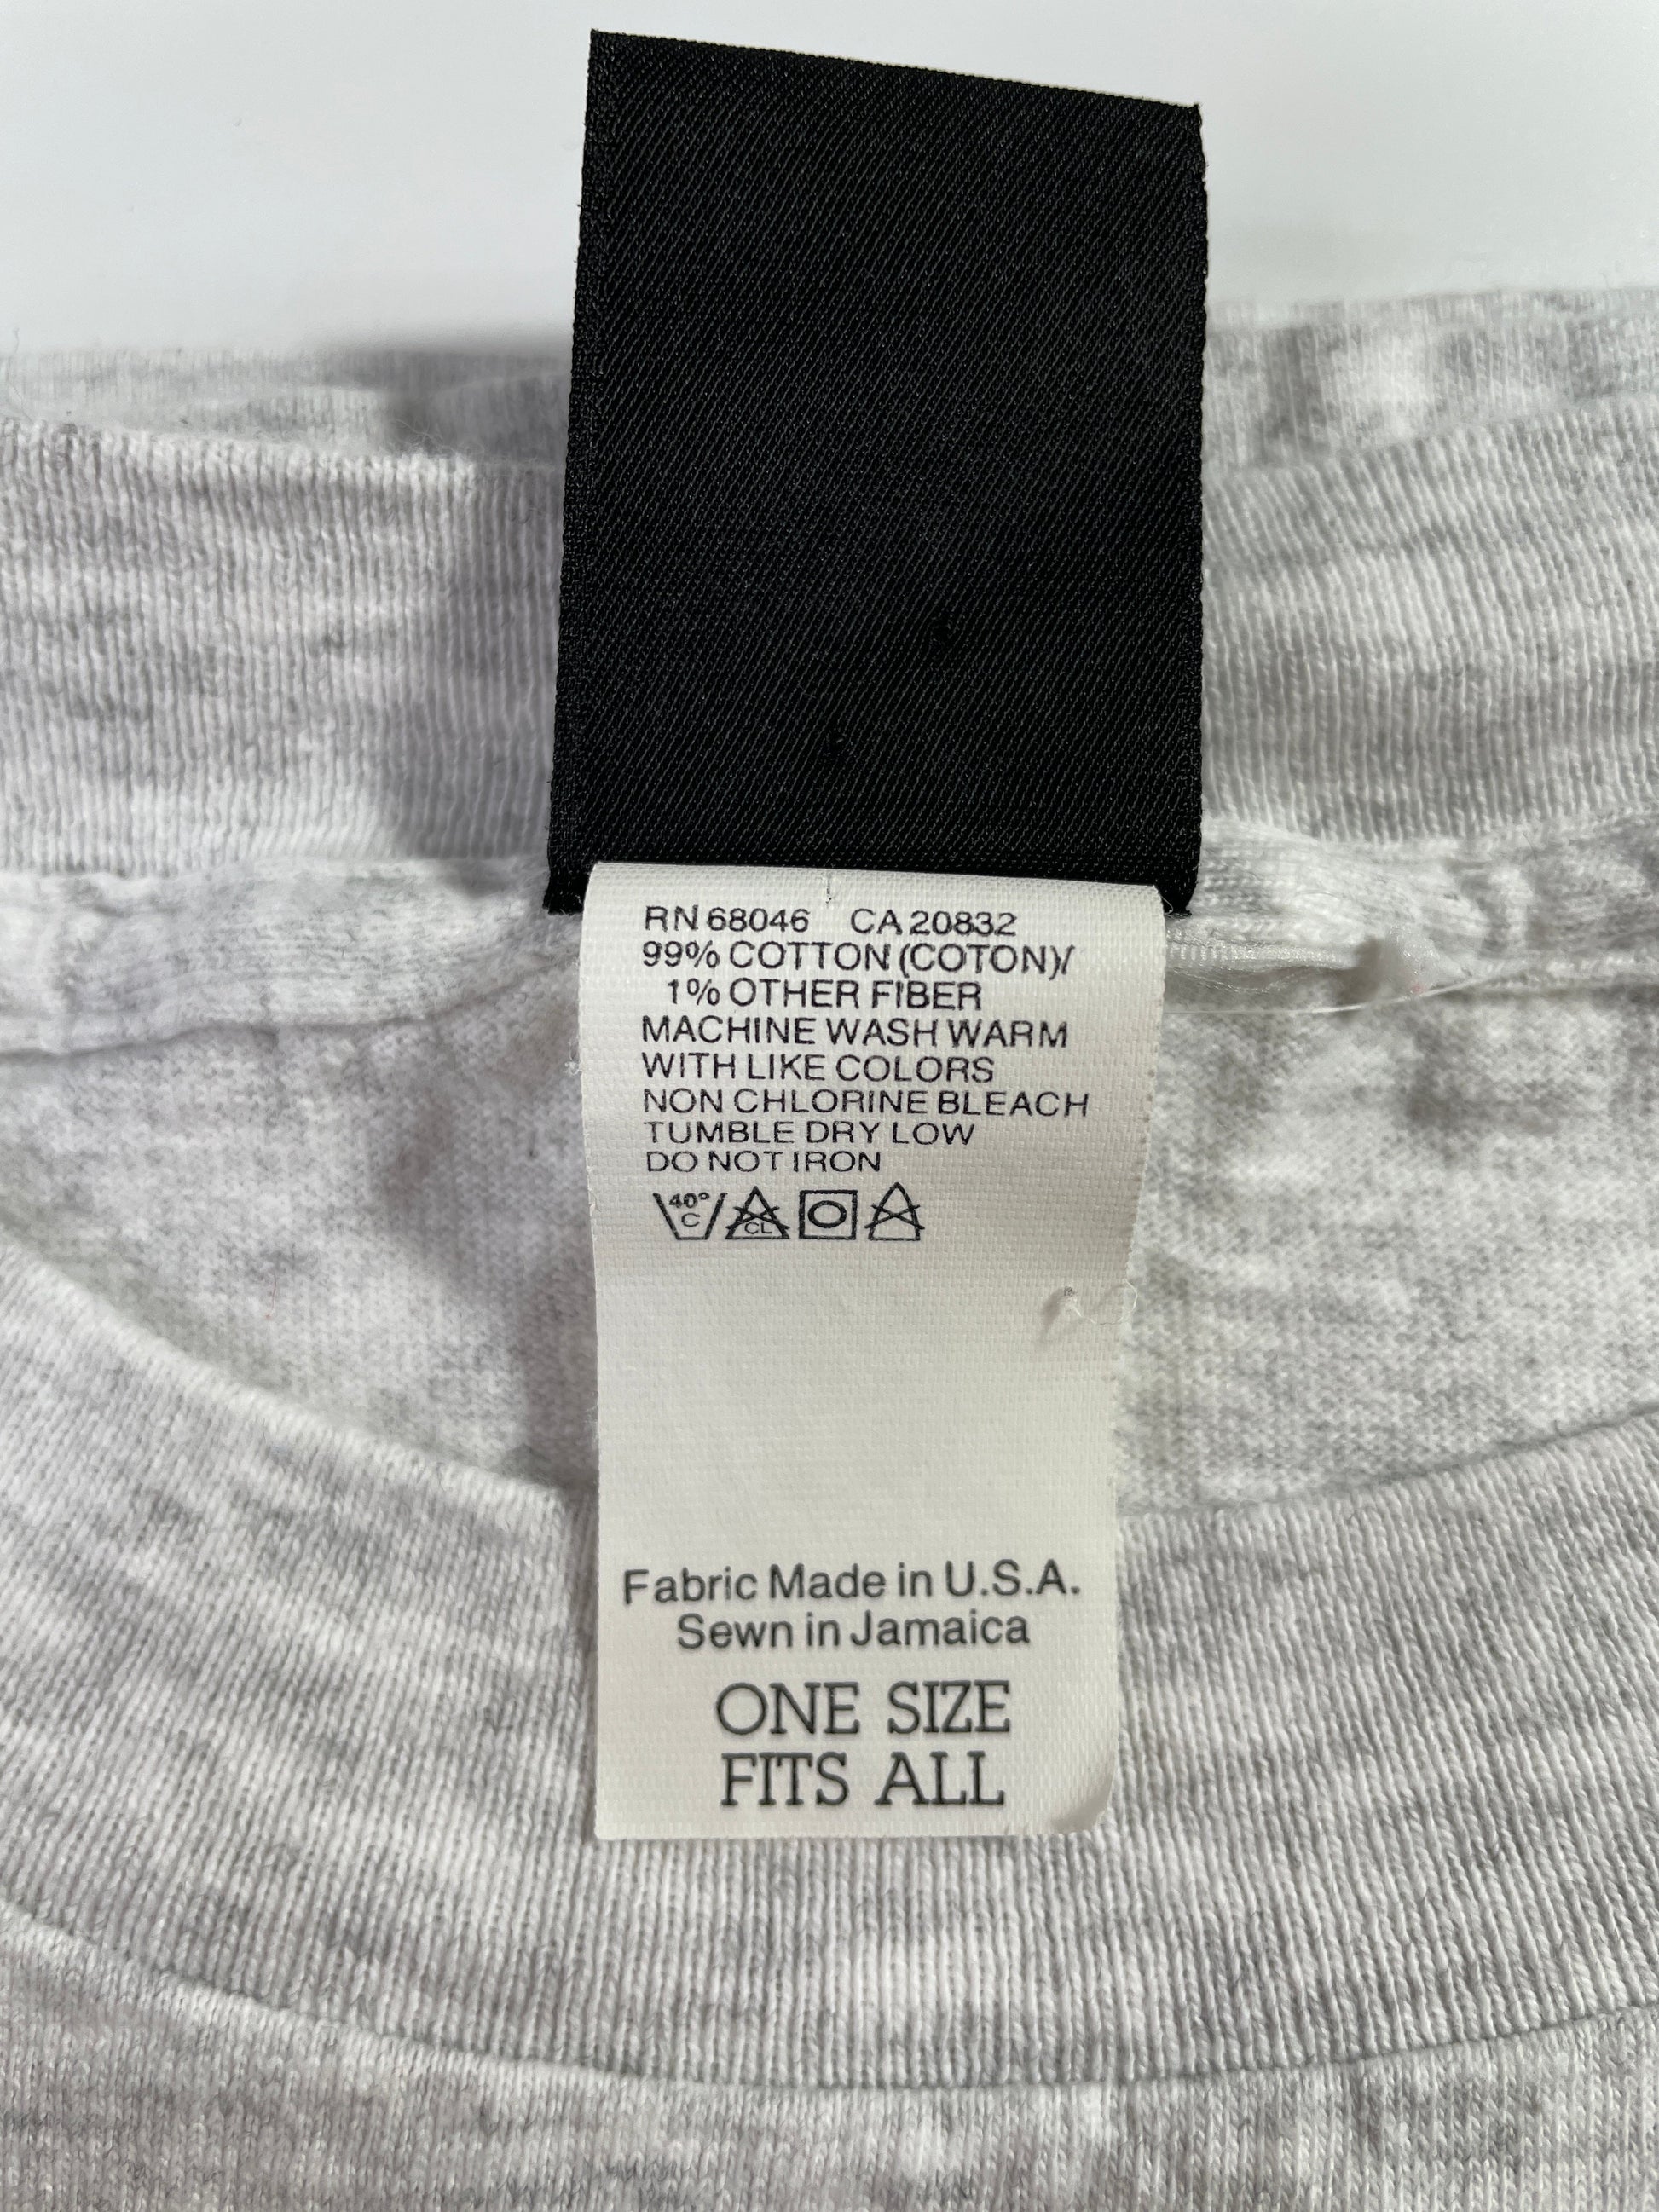 RN 68046 CA 20832
99% COTTON (COTON)/
1% OTHER FIBER
MACHINE WASH WARM
WITH LIKE COLORS
NON CHLORINE BLEACH
TUMBLE DRY LOW
DO NOT IRON
40°
C
CL
Fabric Made in U.S.A.
Sewn in Jamaica
ONE SIZE
FITS ALL